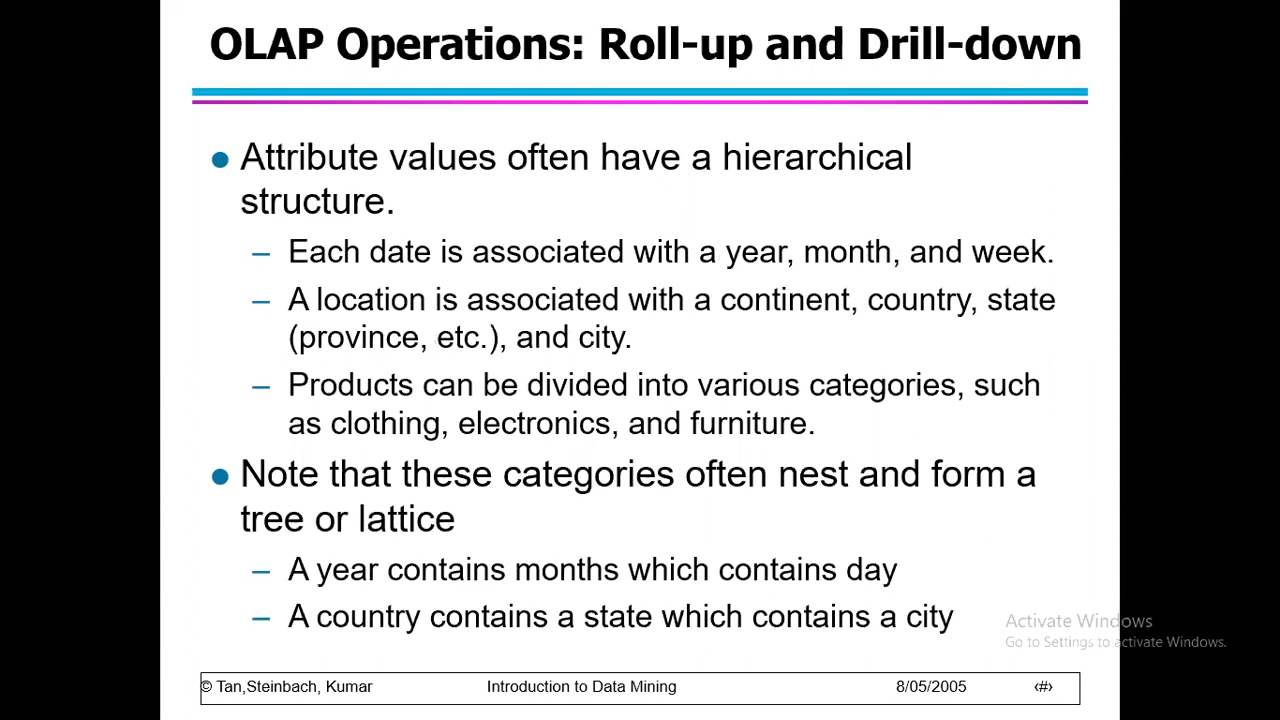 OLAP Operations: Roll-up and Drill-down
● Attribute values often have a hierarchical
structure.
– Each date is associated with a year, month, and week.
– A location is associated with a continent, country, state
(province, etc.), and city.
– Products can be divided into various categories, such
as clothing, electronics, and furniture.
● Note that these categories often nest and form a
tree or lattice
– A year contains months which contains day
– A country contains a state which contains a city
Activate Windows
Go to Settings to activate Windows.
© Tan,Steinbach, Kumar Introduction to Data Mining 8/05/2005 ‹#›